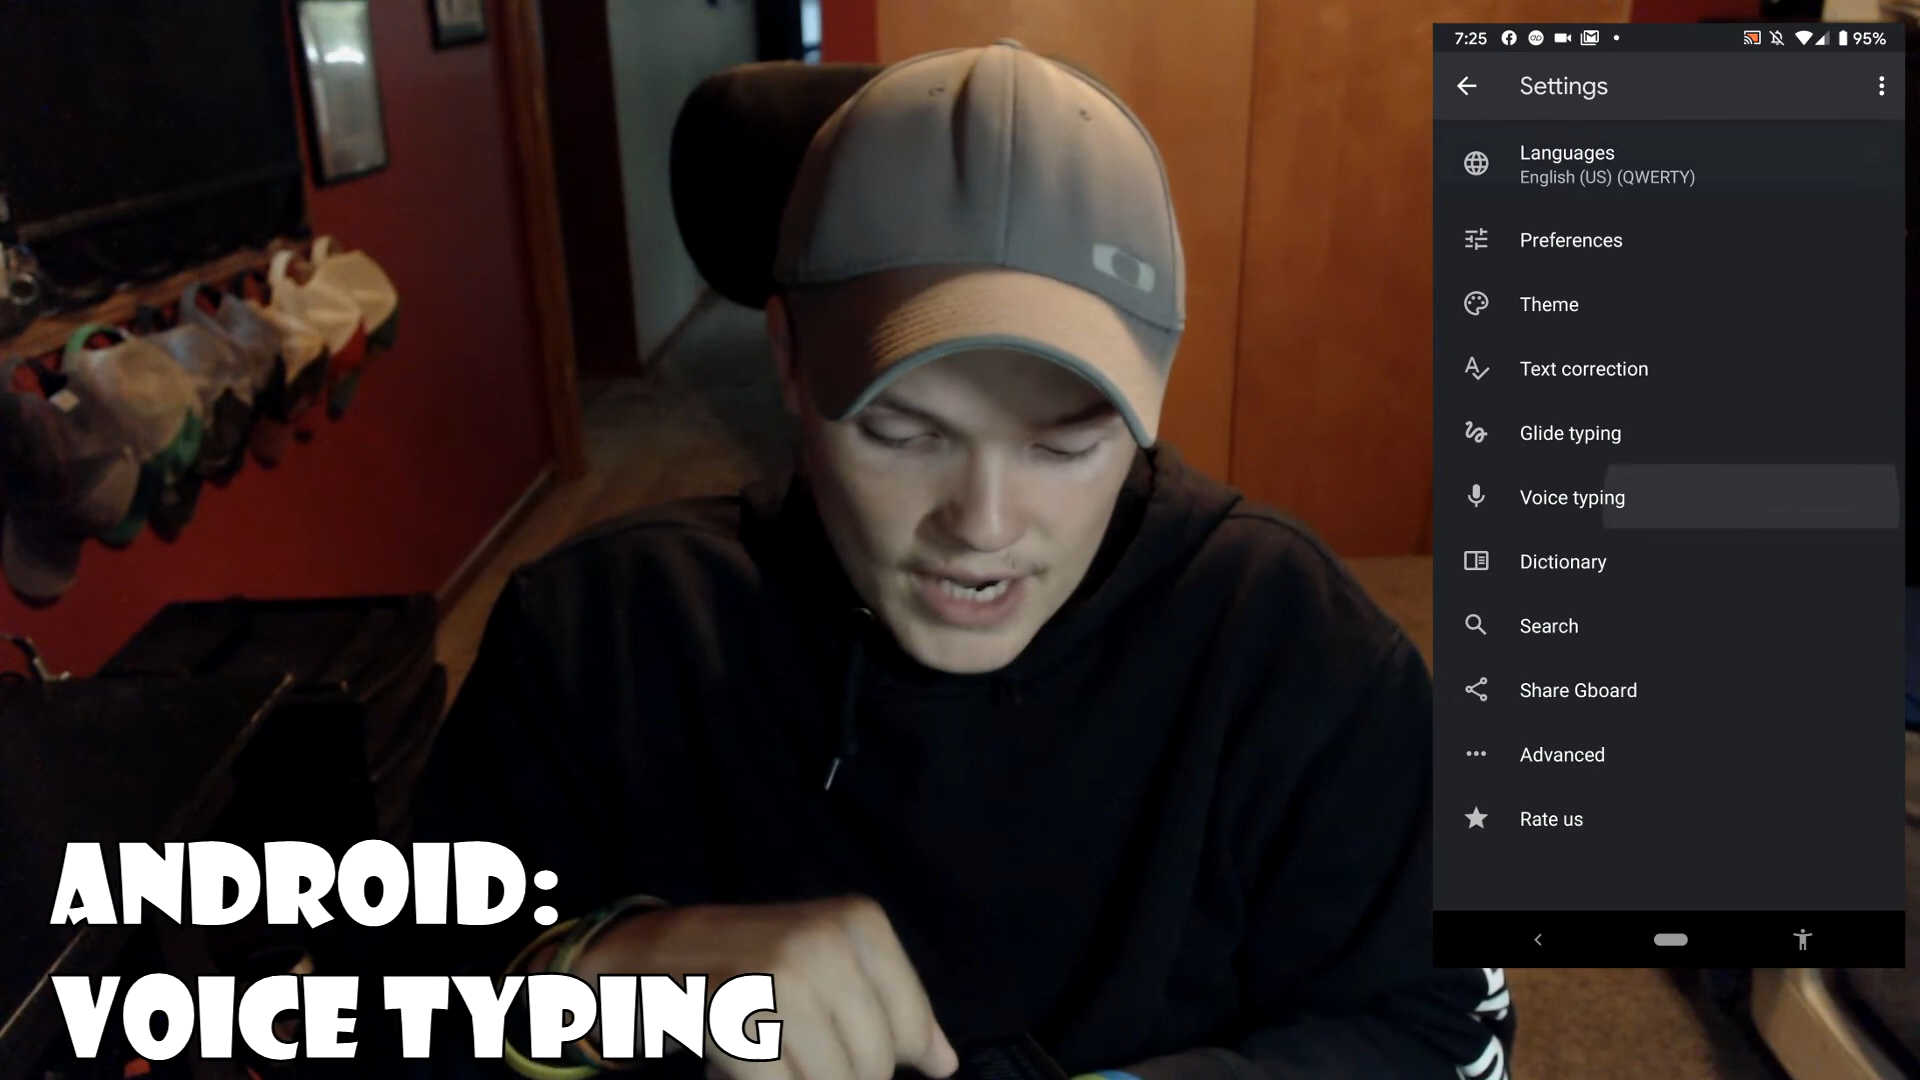 7:25
95%
Settings
Languages
English (US) (QWERTY)
Preferences
Theme
Text correction
Glide typing
Voice typing
Dictionary
Search
Share Gboard
Advanced
Rate us
ANDROID:
VOICE TYPING